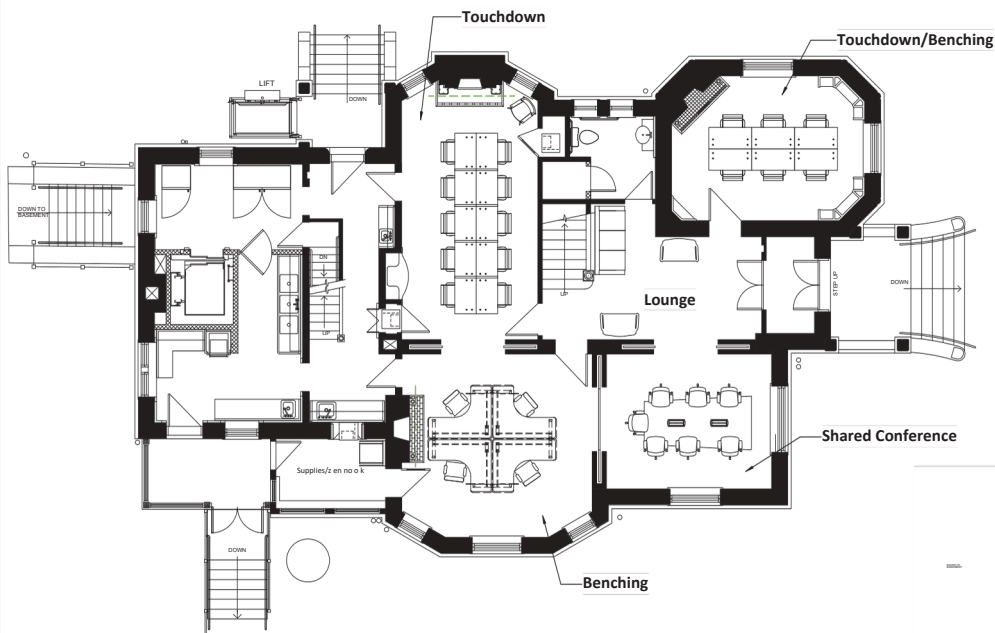 Touchdown
Touchdown/Benching
LIFT
DOWN
DOWN TO
BASEMENT
DN
UP
UP
Lounge
STEP UP
DOWN
Shared Conference
Supplies/z en no o k
DOWN
Benching